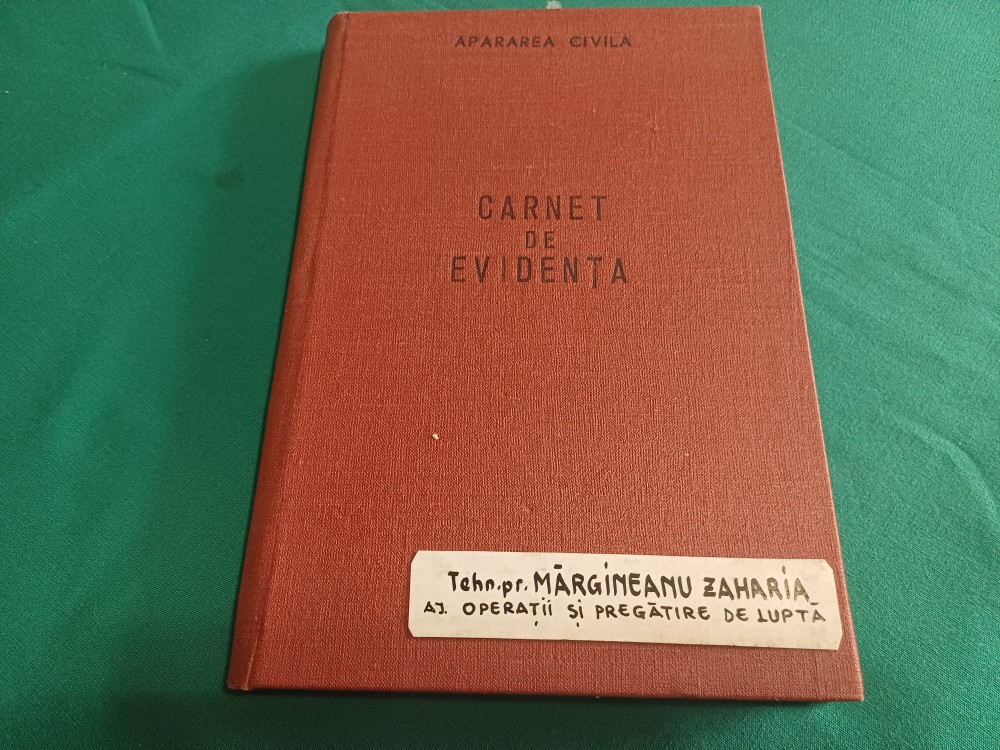 APARAREA CIVILA
CARNET
DE
EVIDENȚA
Tehn.pr. MĂRGINEANU ZAHARIA
AJ. OPERAȚII ȘI PREGĂTIRE DE LUPTĂ